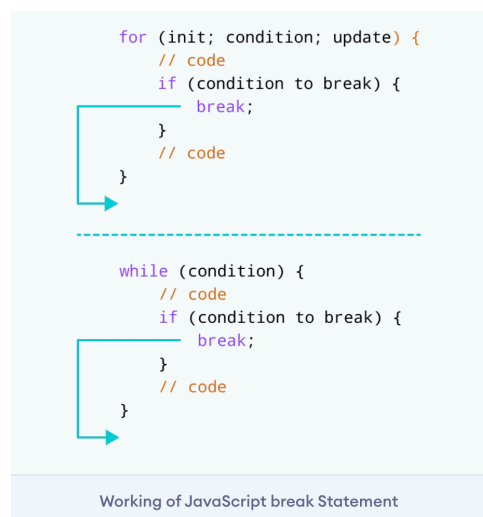 for (init; condition; update) {
// code
if (condition to break) {
break;
}
// code
}
while (condition) {
// code
if (condition to break) {
break;
}
// code
}
Working of JavaScript break Statement